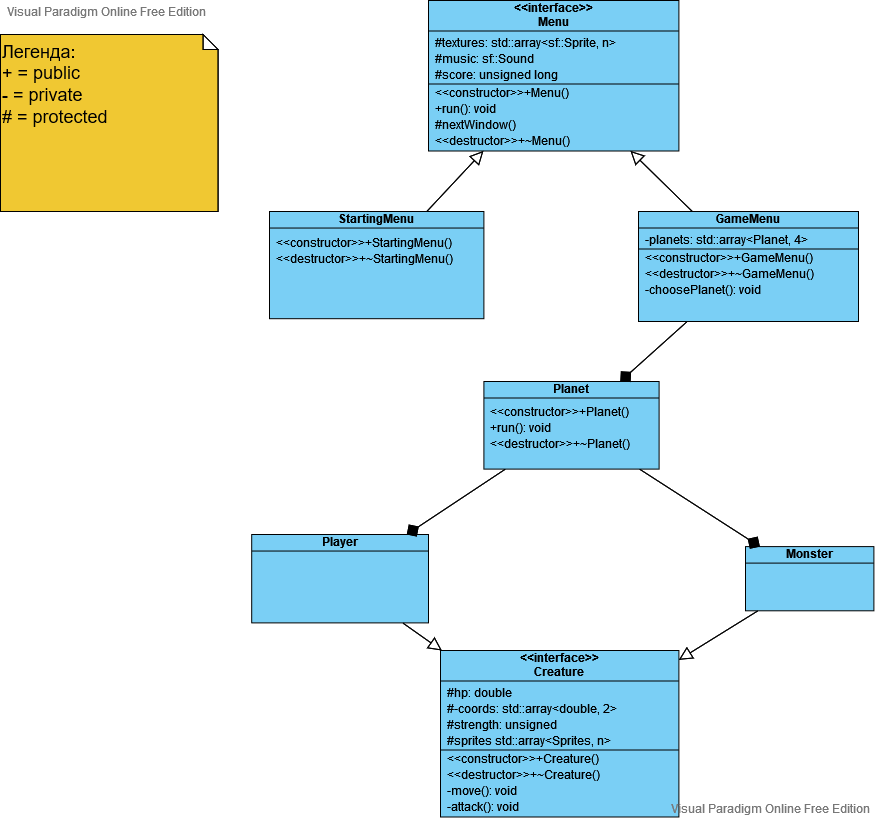 Visual Paradigm Online Free Edition
Легенда:
+ = public
- = private
# = protected
<<interface>>
Menu
#textures: std::array<sf::Sprite, n>
#music: sf::Sound
#score: unsigned long
<<constructor>>+Menu()
+run(): void
#nextWindow()
<<destructor>>+~Menu()
StartingMenu
<<constructor>>+StartingMenu()
<<destructor>>+~StartingMenu()
GameMenu
-planets: std::array<Planet, 4>
<<constructor>>+GameMenu()
<<destructor>>+~GameMenu()
-choosePlanet(): void
Planet
<<constructor>>+Planet()
+run(): void
<<destructor>>+~Planet()
Player
Monster
<<interface>>
Creature
#hp: double
#-coords: std::array<double, 2>
#strength: unsigned
#sprites std::array<Sprites, n>
<<constructor>>+Creature()
<<destructor>>+~Creature()
-move(): void
-attack(): void
Visual Paradigm Online Free Edition